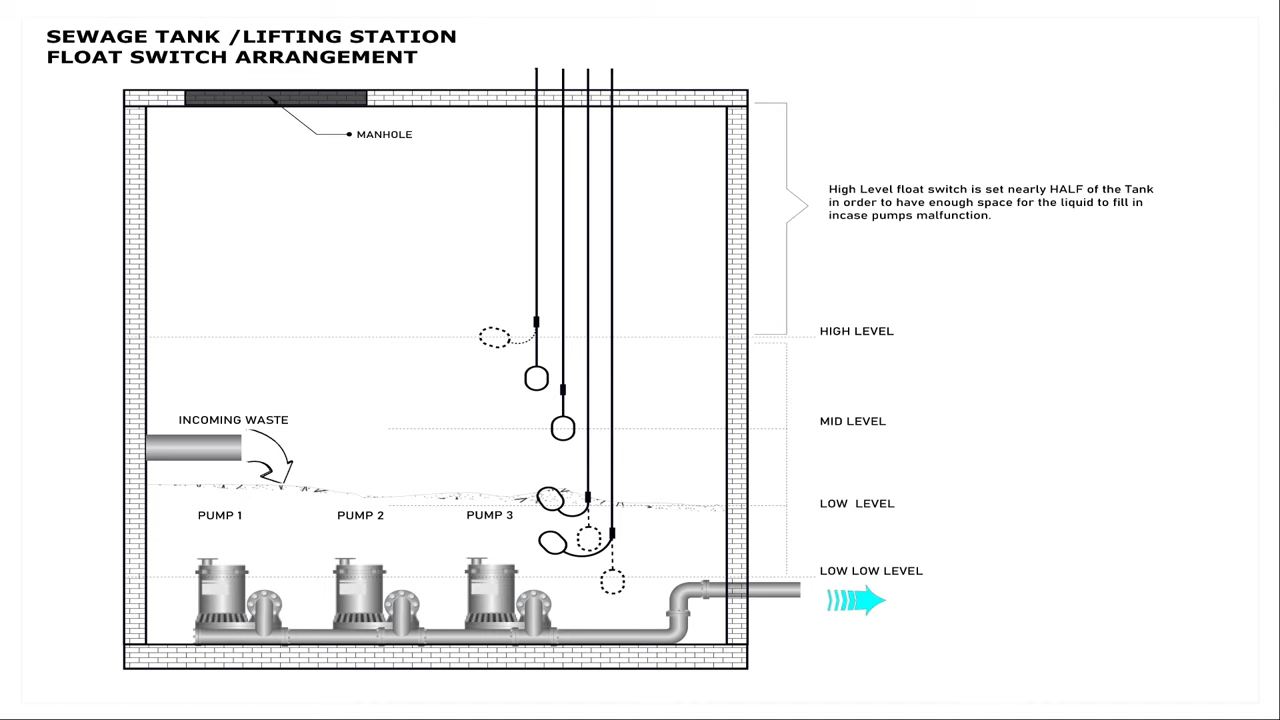 SEWAGE TANK /LIFTING STATION
FLOAT SWITCH ARRANGEMENT
MANHOLE
High Level float switch is set nearly HALF of the Tank
in order to have enough space for the liquid to fill in
incase pumps malfunction.
HIGH LEVEL
INCOMING WASTE
MID LEVEL
LOW LEVEL
PUMP 1
PUMP 2
PUMP 3
LOW LOW LEVEL